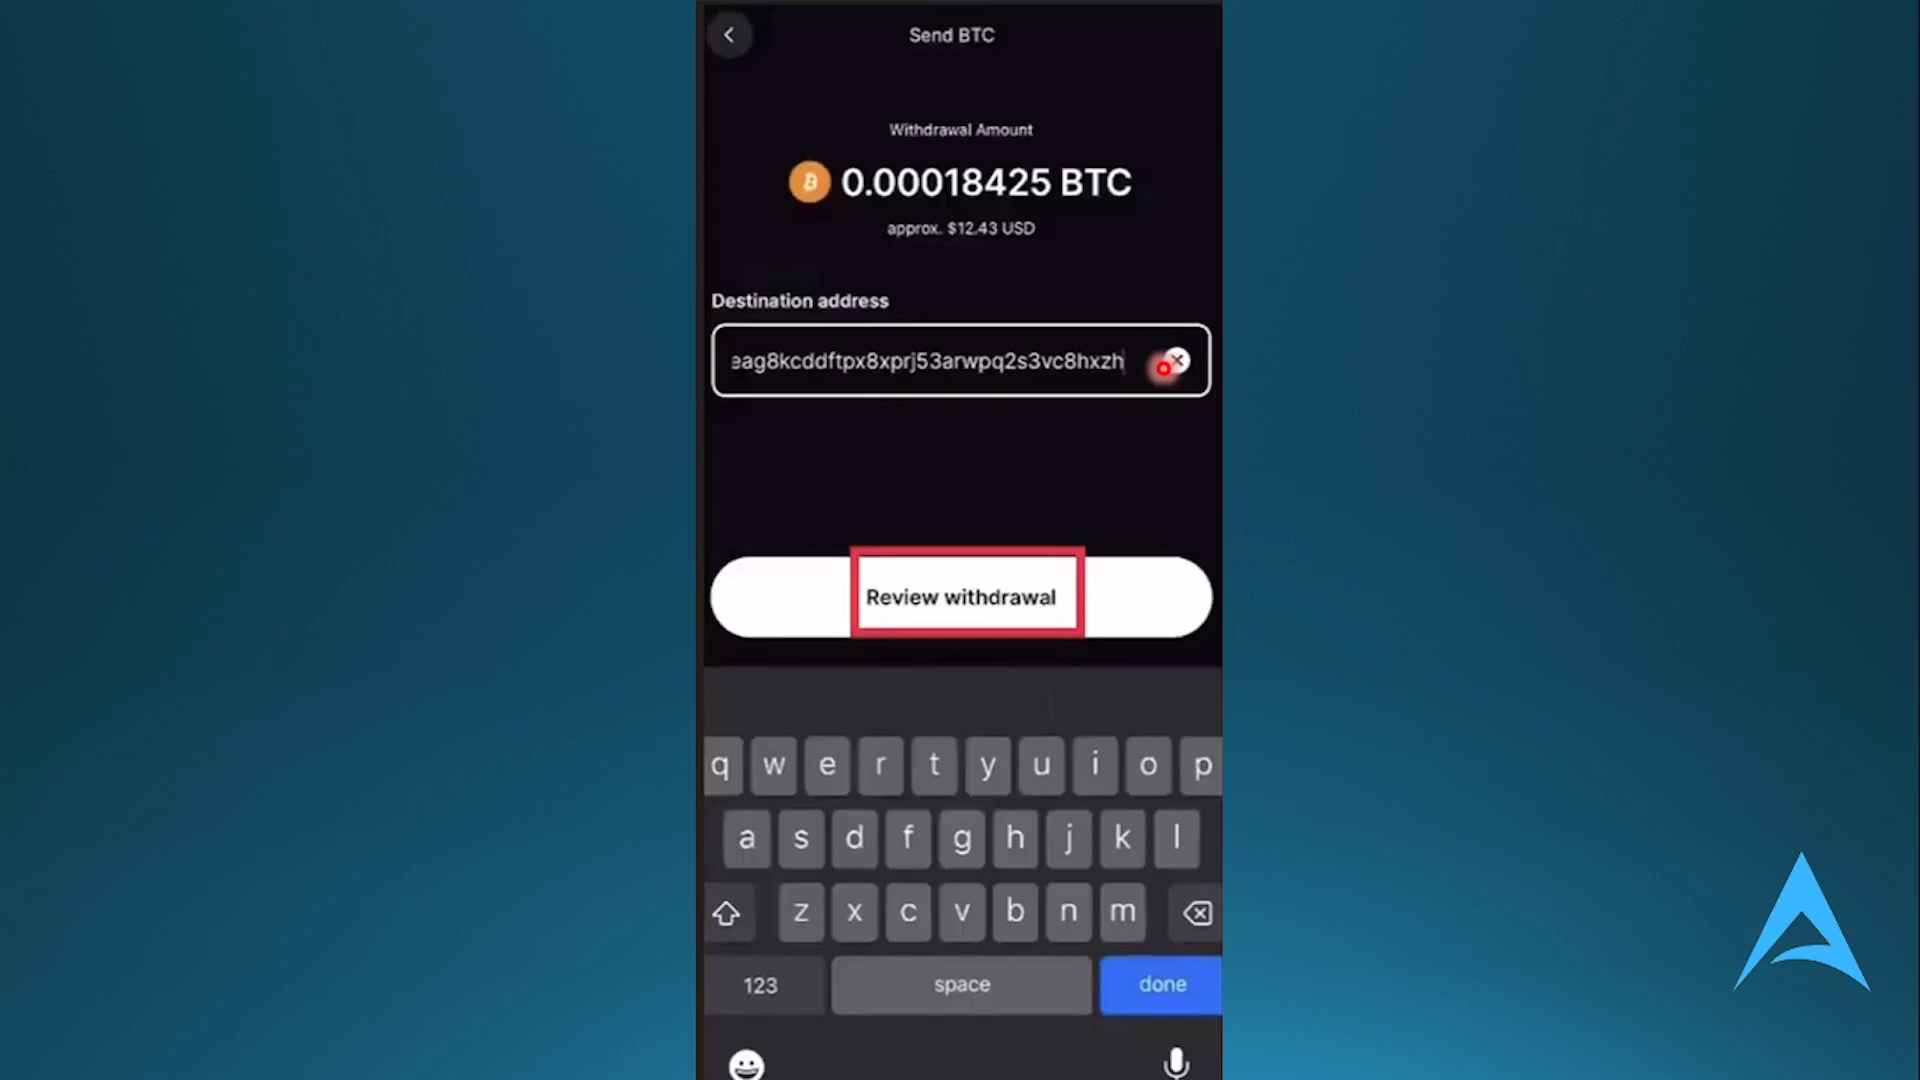 Send BTC
Withdrawal Amount
0.00018425 BTC
approx. $12.43 USD
Destination address
eag8kcddftpx8xprj53arwpq2s3vc8hxzh
Review withdrawal
q w e r t y u i o p
a s d f g h j k l
z x c v b n m
123 space done